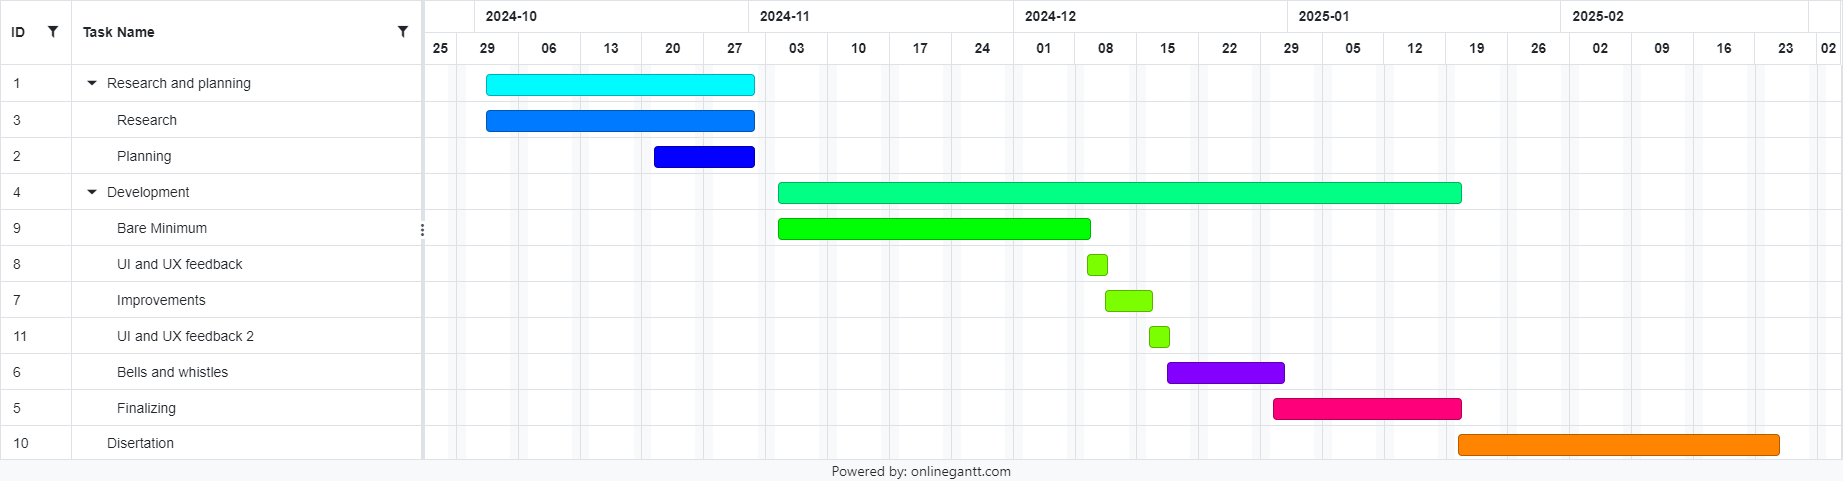 ID Task Name 2024-10 2024-11 2024-12 2025-01 2025-02
25 29 06 13 20 27 03 10 17 24 01 08 15 22 29 05 12 19 26 02 09 16 23 02
1 Research and planning
3 Research
2 Planning
4 Development
9 Bare Minimum
8 UI and UX feedback
7 Improvements
11 UI and UX feedback 2
6 Bells and whistles
5 Finalizing
10 Disertation
Powered by: onlinegantt.com